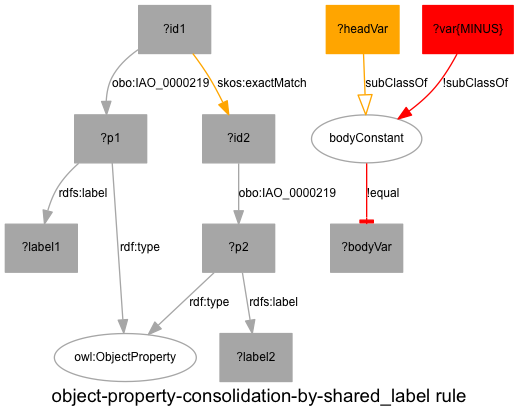 ?id1
?headVar
?var{MINUS}
obo:IAO_0000219
skos:exactMatch
subClassOf
!subClassOf
?p1
?id2
bodyConstant
rdfs:label
obo:IAO_0000219
!equal
?label1
rdf:type
?p2
?bodyVar
rdf:type
rdfs:label
owl:ObjectProperty
?label2
object-property-consolidation-by-shared_label rule